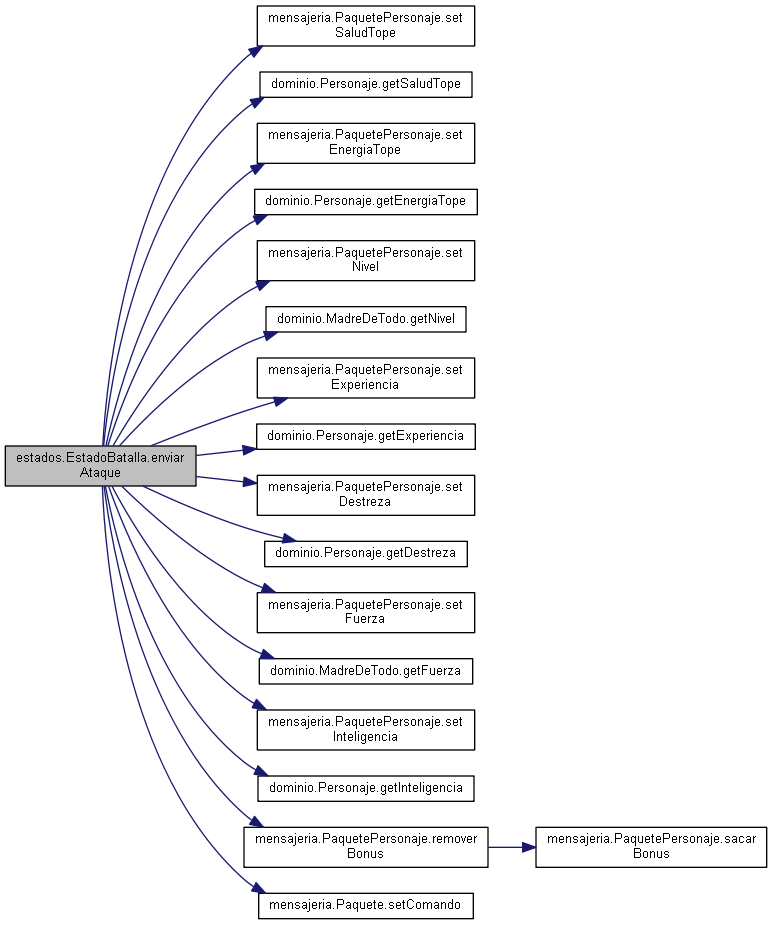 mensajeria.PaquetePersonaje.set
SaludTope
dominio.Personaje.getSaludTope
mensajeria.PaquetePersonaje.set
EnergiaTope
dominio.Personaje.getEnergiaTope
mensajeria.PaquetePersonaje.set
Nivel
dominio.MadreDeTodo.getNivel
mensajeria.PaquetePersonaje.set
Experiencia
dominio.Personaje.getExperiencia
estados.EstadoBatalla.enviar
Ataque
mensajeria.PaquetePersonaje.set
Destreza
dominio.Personaje.getDestreza
mensajeria.PaquetePersonaje.set
Fuerza
dominio.MadreDeTodo.getFuerza
mensajeria.PaquetePersonaje.set
Inteligencia
dominio.Personaje.getInteligencia
mensajeria.PaquetePersonaje.remover
Bonus
mensajeria.PaquetePersonaje.sacar
Bonus
mensajeria.Paquete.setComando